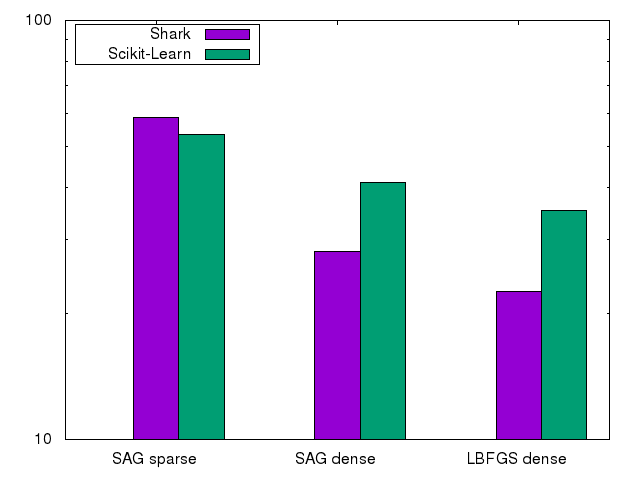 100
Shark
Scikit-Learn
10
SAG sparse
SAG dense
LBFGS dense